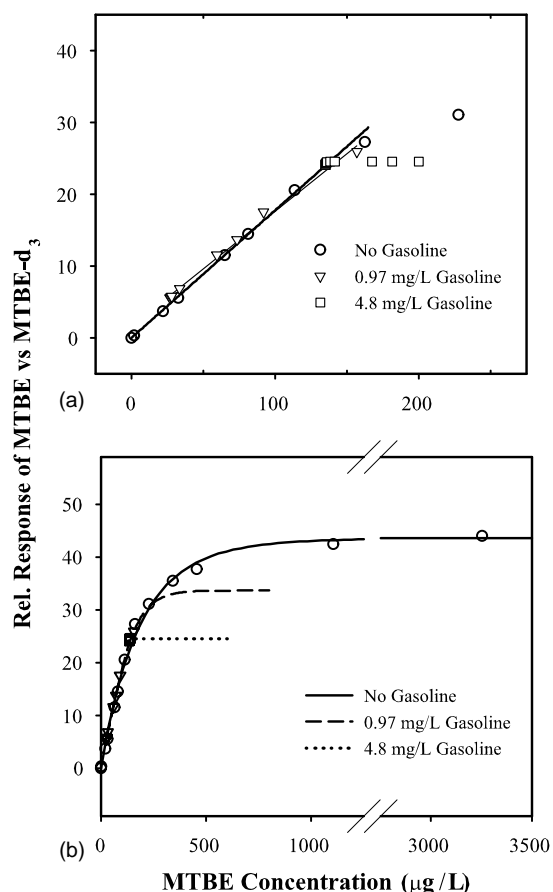 Rel. Response of MTBE vs MTBE-d3
40
30
20
10
0
No Gasoline
0.97 mg/L Gasoline
4.8 mg/L Gasoline
(a)
0
100
200
50
40
30
20
10
0
No Gasoline
0.97 mg/L Gasoline
4.8 mg/L Gasoline
(b)
0
500
1000
3000
3500
MTBE Concentration (μg/L)